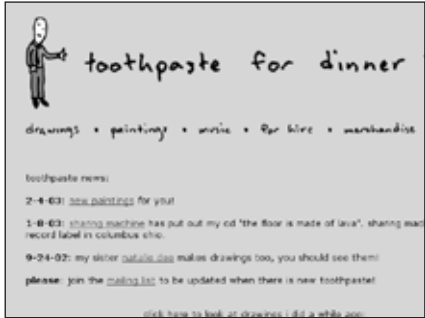 toothpaste for dinner
drawings • paintings • music • for hire • merchandise
toothpaste news:
2-4-03: new paintings for you!
1-8-03: sharing machine has put out my cd "the floor is made of lava". sharing mac
record label in columbus ohio.
9-24-02: my sister natalie dee makes drawings too, you should see them!
please: join the mailing list to be updated when there is new toothpaste!
click here to look at drawings i did a while ago: